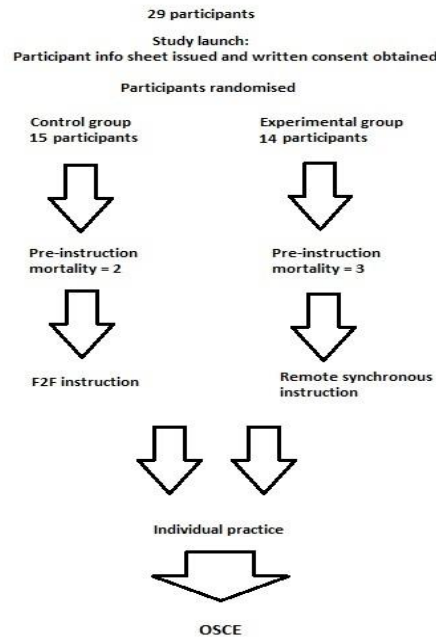 29 participants
Study launch:
Participant info sheet issued and written consent obtained
Participants randomised
Control group
15 participants
Experimental group
14 participants
Pre-instruction
mortality = 2
Pre-instruction
mortality = 3
F2F instruction
Remote synchronous
instruction
Individual practice
OSCE